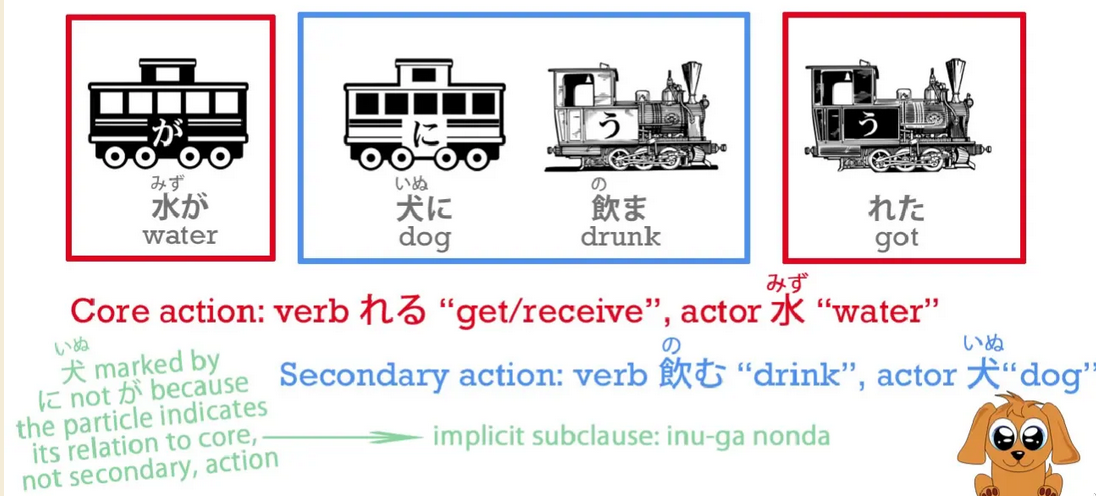 が
に
う
う
みず
水が
water
いぬ
犬に
dog
の
飲ま
drunk
れた
got
みず
Core action: verb れる “get/receive”, actor 水 “water”
の いぬ
Secondary action: verb 飲む “drink”, actor 犬“dog”
いぬ
犬 marked by
に not が because
the particle indicates
its relation to core,
not secondary, action
implicit subclause: inu-ga nonda